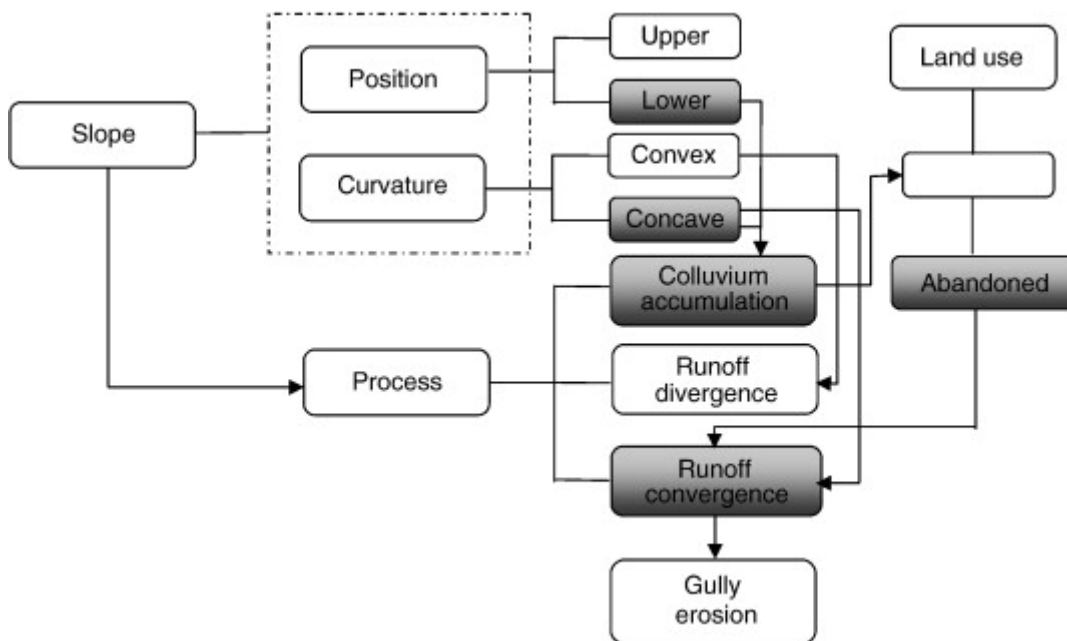 Upper
Land use
Position
Lower
Slope
Convex
Curvature
Concave
Colluvium
accumulation
Abandoned
Process
Runoff
divergence
Runoff
convergence
Gully
erosion